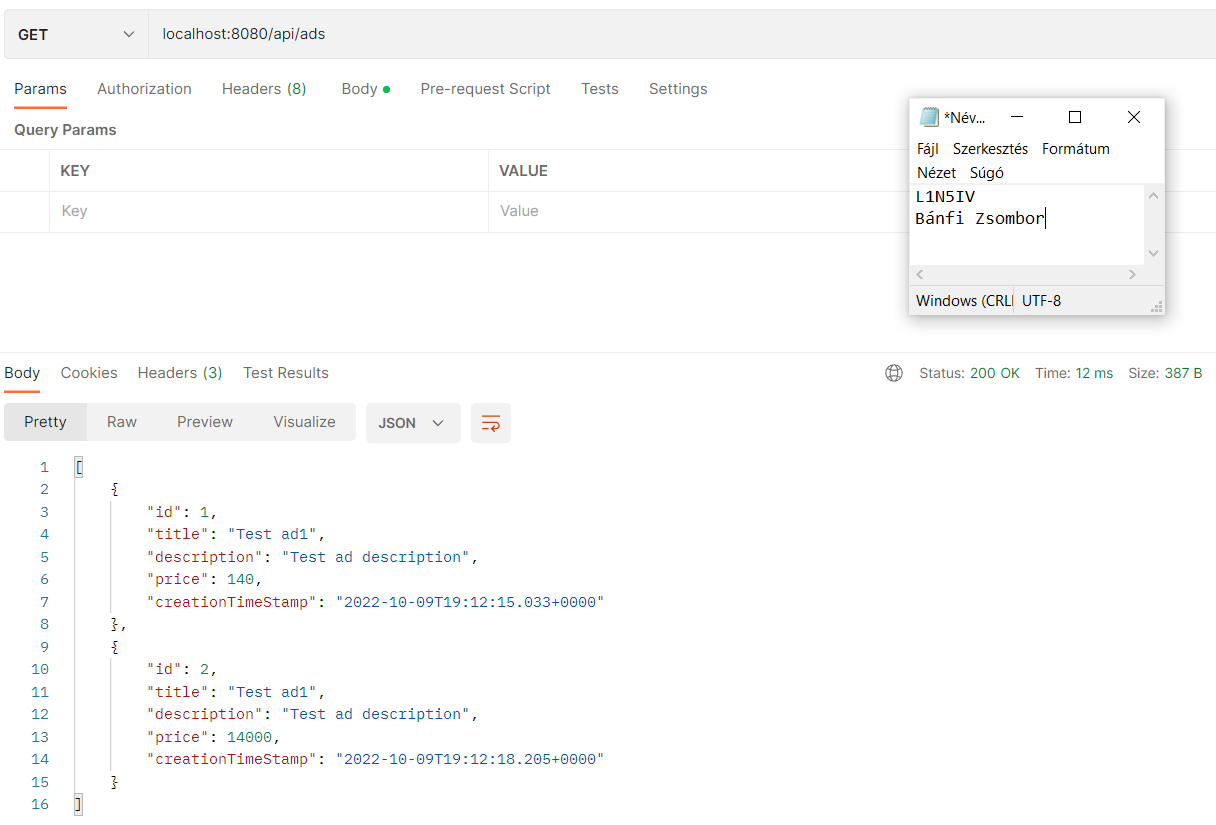 GET localhost:8080/api/ads
Params Authorization Headers (8) Body Pre-request Script Tests Settings
Query Params
KEY VALUE
Key Value
*Név...
Fájl Szerkesztés Formátum
Nézet Súgó
L1N5IV
Bánfi Zsombor
Windows (CRL UTF-8
Body Cookies Headers (3) Test Results Status: 200 OK Time: 12 ms Size: 387 B
Pretty Raw Preview Visualize JSON
1 [
2 {
3 "id": 1,
4 "title": "Test ad1",
5 "description": "Test ad description",
6 "price": 140,
7 "creationTimeStamp": "2022-10-09T19:12:15.033+0000"
8 },
9 {
10 "id": 2,
11 "title": "Test ad1",
12 "description": "Test ad description",
13 "price": 14000,
14 "creationTimeStamp": "2022-10-09T19:12:18.205+0000"
15 }
16 ]